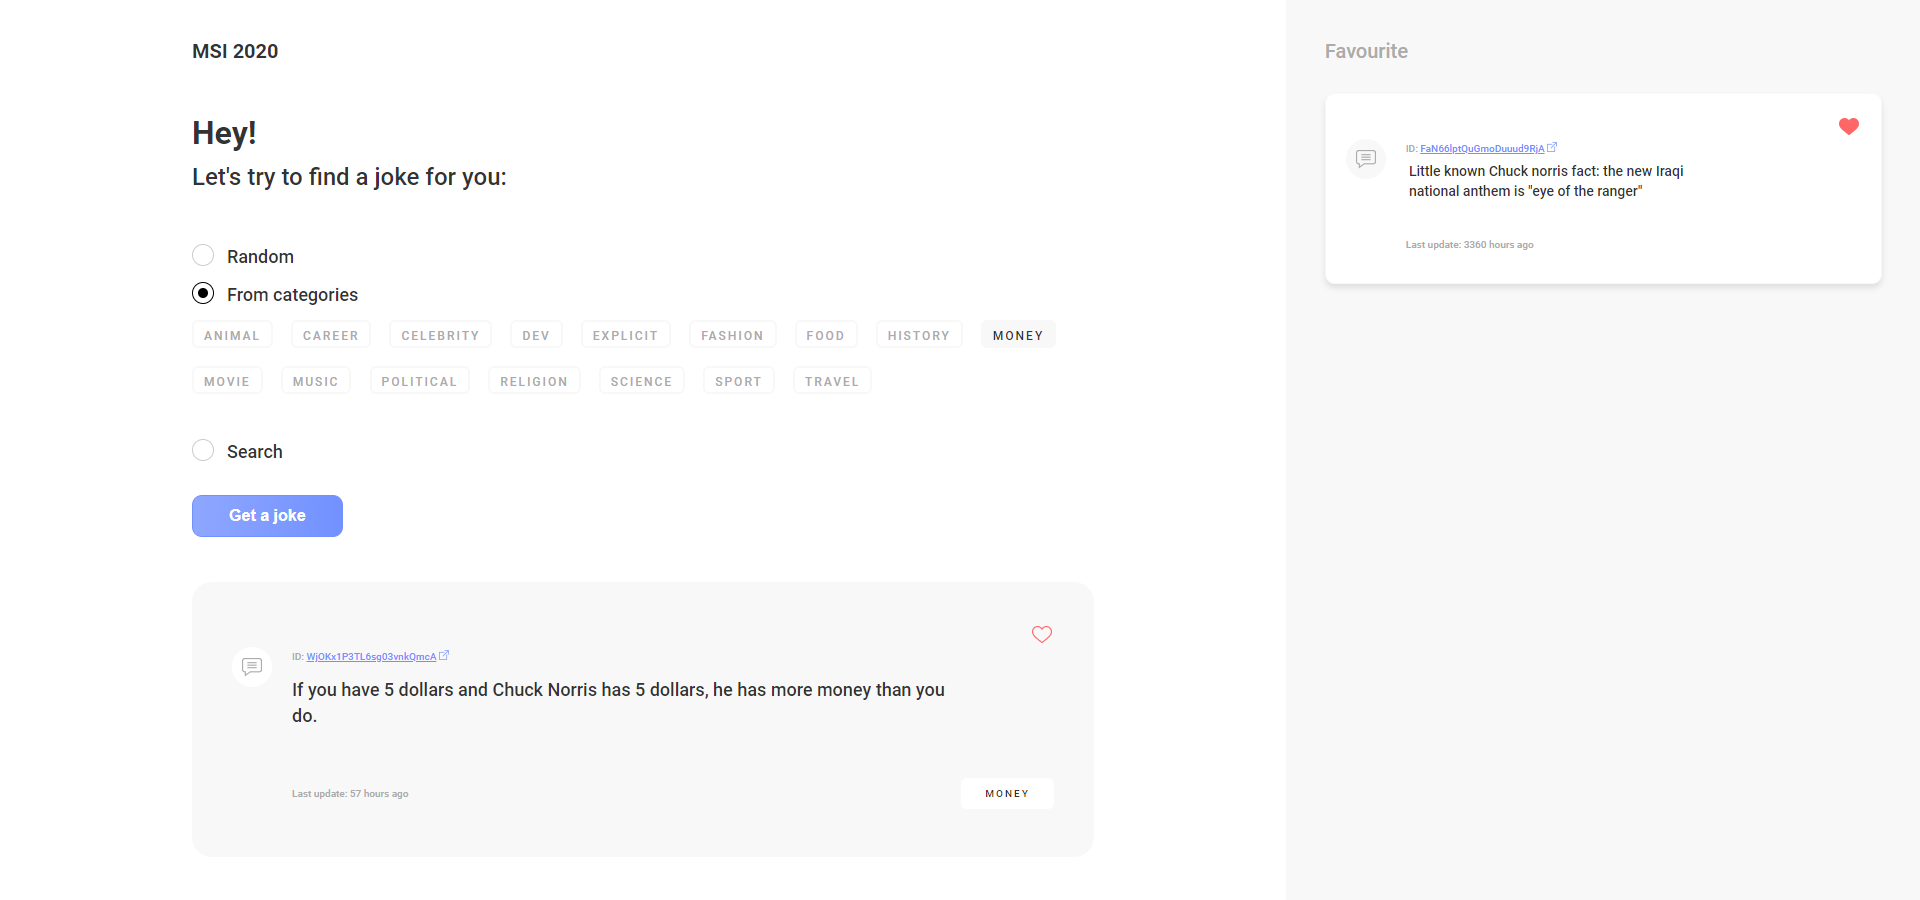 MSI 2020
Hey!
Let's try to find a joke for you:
Random
From categories
ANIMAL CAREER CELEBRITY DEV EXPLICIT FASHION FOOD HISTORY MONEY
MOVIE MUSIC POLITICAL RELIGION SCIENCE SPORT TRAVEL
Search
Get a joke
ID: WjOKx1P3TL6sg03vnkQmcA
If you have 5 dollars and Chuck Norris has 5 dollars, he has more money than you
do.
Last update: 57 hours ago
MONEY
Favourite
ID: FaN66lptQuGmoDuuud9RjA
Little known Chuck norris fact: the new Iraqi
national anthem is "eye of the ranger"
Last update: 3360 hours ago